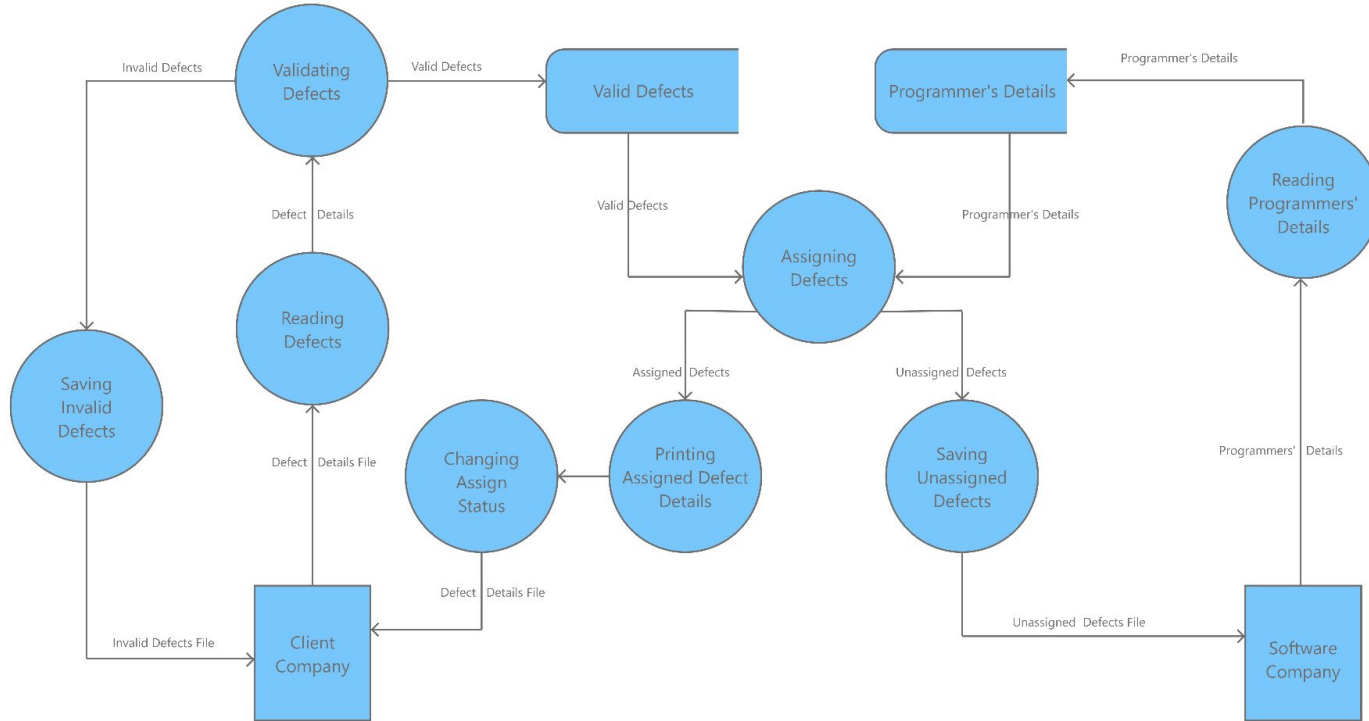 Invalid Defects
Validating
Defects
Valid Defects
Valid Defects
Programmer's Details
Programmer's Details
Defect Details
Valid Defects
Programmer's Details
Reading
Programmers'
Details
Assigning
Defects
Reading
Defects
Saving
Invalid
Defects
Assigned Defects
Unassigned Defects
Defect Details File
Changing
Assign
Status
Printing
Assigned Defect
Details
Saving
Unassigned
Defects
Programmers' Details
Defect Details File
Invalid Defects File
Client
Company
Unassigned Defects File
Software
Company